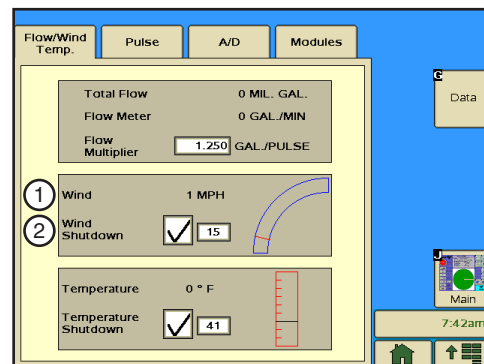 Flow/Wind
Temp.
Pulse
A/D
Modules
Total Flow 0 MIL. GAL.
Flow Meter 0 GAL./MIN
Flow
Multiplier 1.250 GAL./PULSE
1 Wind 1 MPH
2 Wind
Shutdown 15
Temperature 0 ° F
Temperature
Shutdown 41
G
Data
J
Main
7:42am